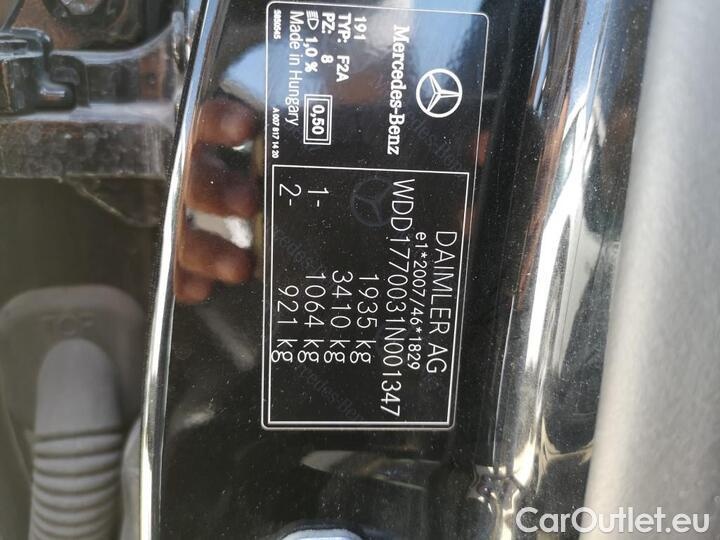 Mercedes-Benz
191
TYP: F2A
PZ: 8
1,0 % 0,50
Made in Hungary
A 007 817 14 20
DAIMLER AG
e1*2007/46*1829
WDD1770031N001347
1935 kg
3410 kg
1- 1064 kg
2- 921 kg
CarOutlet.eu